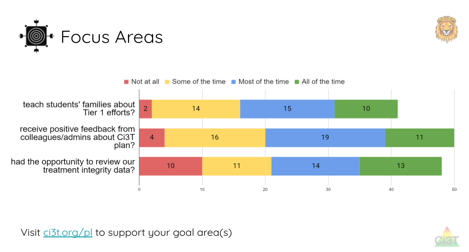 Focus Areas
Not at all Some of the time Most of the time All of the time
teach students' families about
Tier 1 efforts?
2 14 15 10
receive positive feedback from
colleagues/admins about Ci3T
plan?
4 16 19 11
had the opportunity to review our
treatment integrity data?
10 11 14 13
0 10 20 30 40 50
Visit ci3t.org/pl to support your goal area(s)